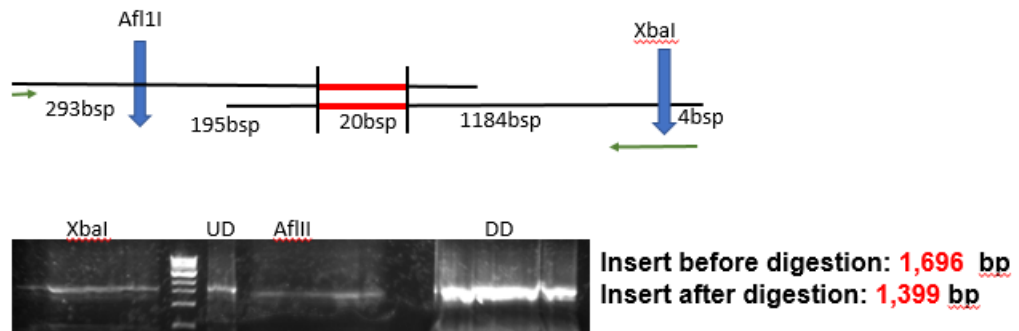 Afl1I
XbaI
293bsp
195bsp
20bsp
1184bsp
4bsp
XbaI
UD
AflII
DD
Insert before digestion: 1,696 bp
Insert after digestion: 1,399 bp